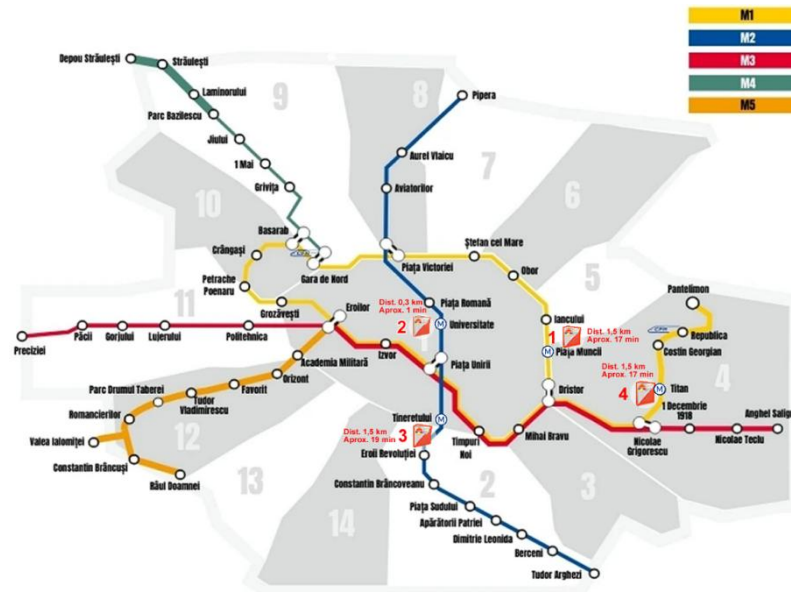 M1
M2
M3
M4
M5
Depou Străulești
Străulești
Laminorului
Parc Bazilescu
Jiului
1 Mai
Grivița
Basarab
Gara de Nord
Crângași
Petrache
Poenaru
Grozăvești
Eroilor
Pipera
Aurel Vlaicu
Aviatorilor
Piața Victoriei
Ștefan cel Mare
Obor
Iancului
Piața Muncii
Dristor
Piața Romană
Universitate
Piața Unirii
Izvor
Tineretului
Eroii Revoluției
Constantin Brâncoveanu
Piața Sudului
Apărătorii Patriei
Dimitrie Leonida
Berceni
Tudor Arghezi
Timpuri
Noi
Mihai Bravu
Pantelimon
Republica
Costin Georgian
Titan
1 Decembrie
1918
Nicolae
Grigorescu
Nicolae Teclu
Anghel Salig
Preciziei
Păcii
Gorjului
Lujerului
Politehnica
Academia Militară
Orizont
Favorit
Tudor
Vladimirescu
Parc Drumul Taberei
Romancierilor
Valea Ialomiței
Constantin Brâncuși
Râul Doamnei
Dist. 0,3 km
Aprox. 1 min
2
1
Dist. 1,5 km
Aprox. 17 min
Dist. 1,5 km
Aprox. 17 min
4
Dist. 1,5 km
Aprox. 19 min
3
M
M
M
M
9
8
7
6
5
10
11
1
4
12
13
14
2
3